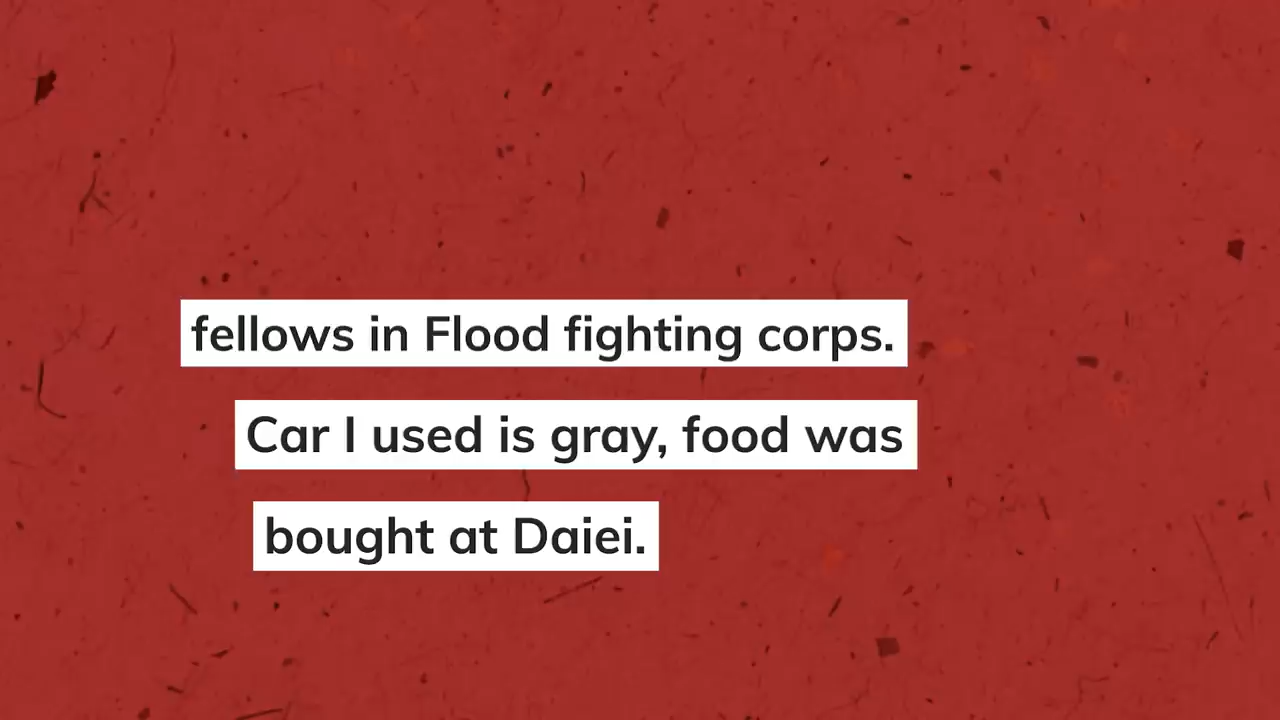 fellows in Flood fighting corps.
Car I used is gray, food was
bought at Daiei.